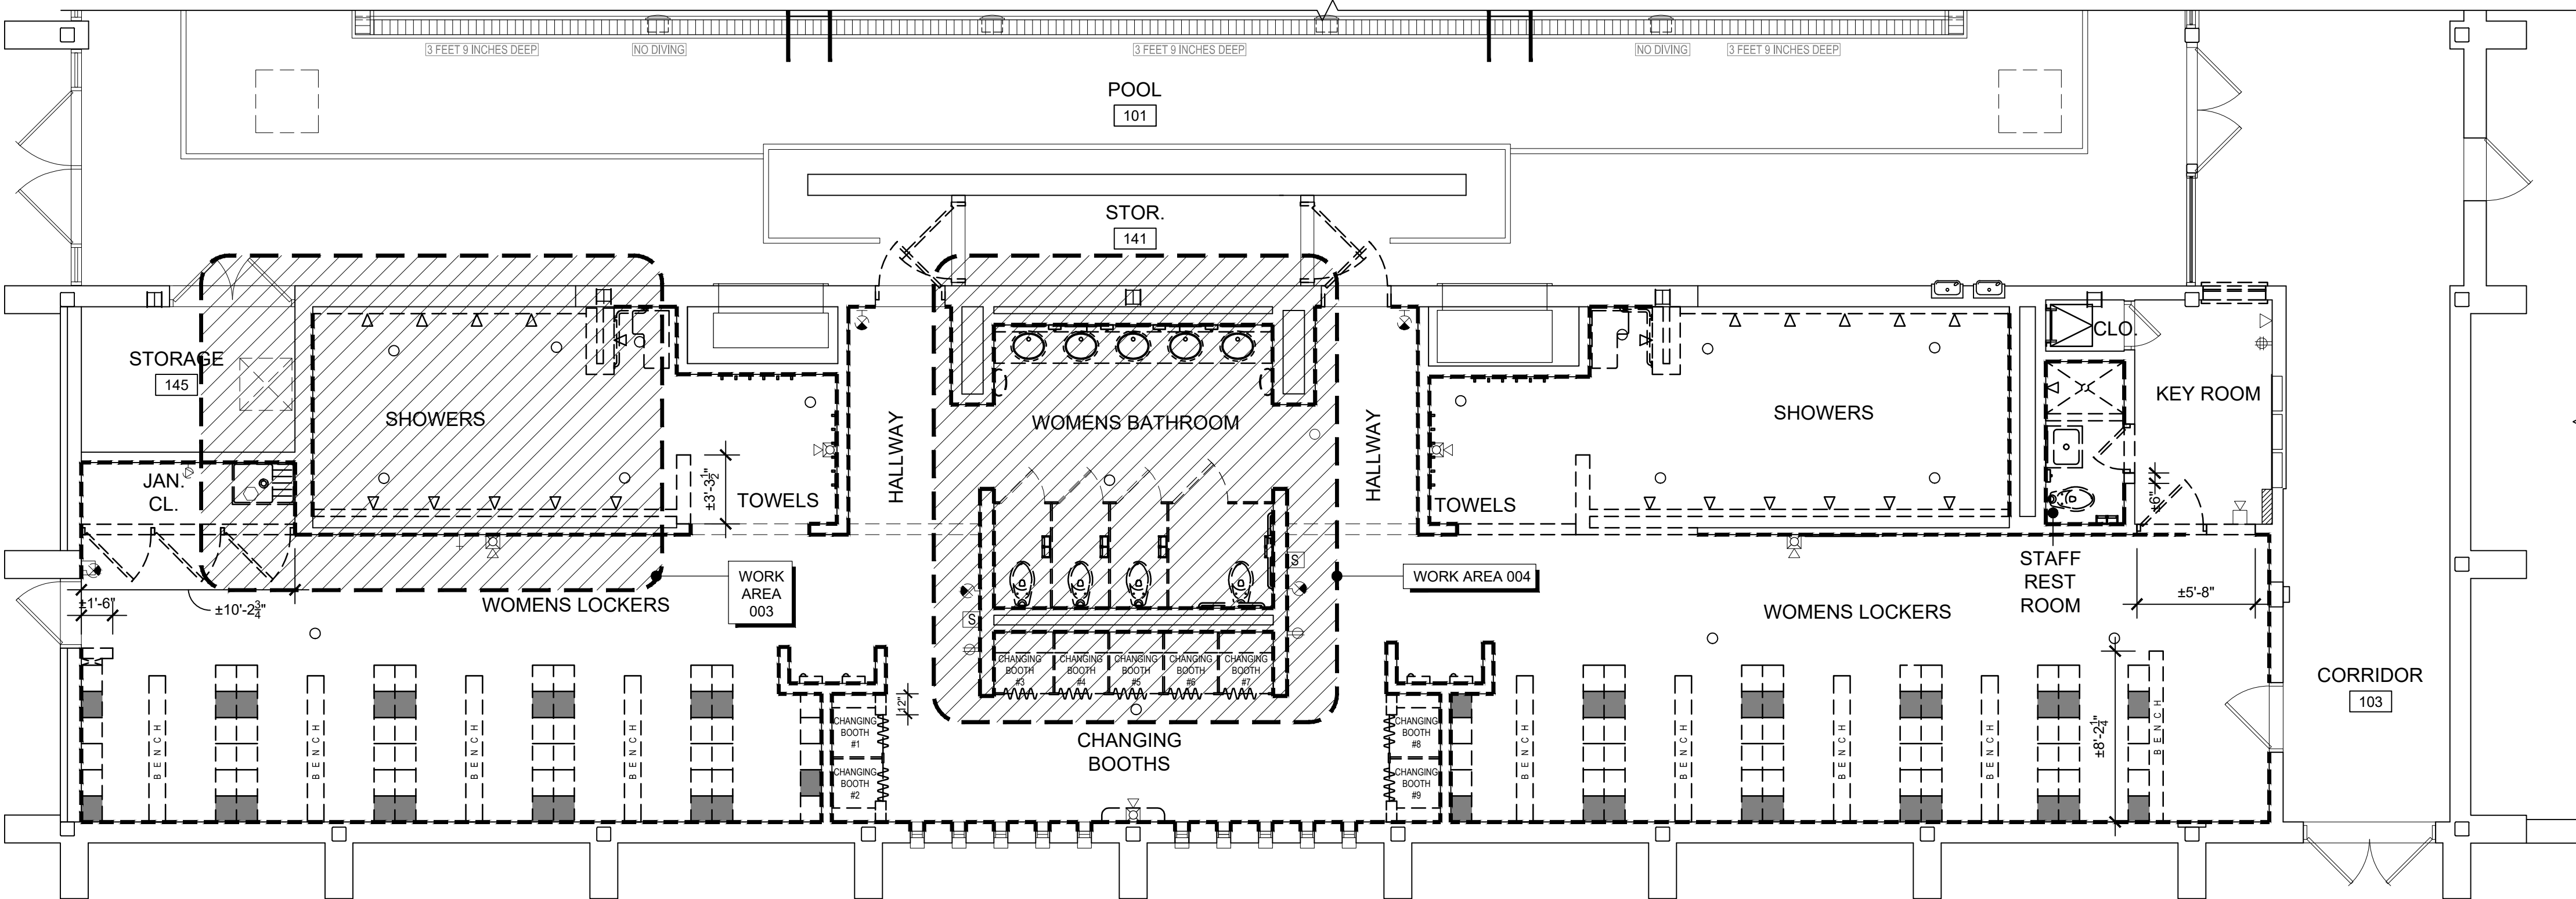 3 FEET 9 INCHES DEEP
NO DIVING
3 FEET 9 INCHES DEEP
NO DIVING
3 FEET 9 INCHES DEEP
POOL
101
STOR.
141
STORAGE
145
SHOWERS
HALLWAY
WOMENS BATHROOM
HALLWAY
SHOWERS
CLO.
KEY ROOM
JAN.
CL.
±3'-3½"
TOWELS
TOWELS
±6"
S
S
STAFF
REST
ROOM
WORK
AREA
003
WORK AREA 004
±1'-6"
±10'-2¾"
WOMENS LOCKERS
WOMENS LOCKERS
±5'-8"
CHANGING
BOOTH
#3
CHANGING
BOOTH
#4
CHANGING
BOOTH
#5
CHANGING
BOOTH
#6
CHANGING
BOOTH
#7
CORRIDOR
103
BENCH
BENCH
BENCH
BENCH
12"
CHANGING
BOOTH
#1
CHANGING
BOOTH
#2
CHANGING
BOOTHS
CHANGING
BOOTH
#8
CHANGING
BOOTH
#9
BENCH
BENCH
BENCH
BENCH
BENCH
±8'-2¼"